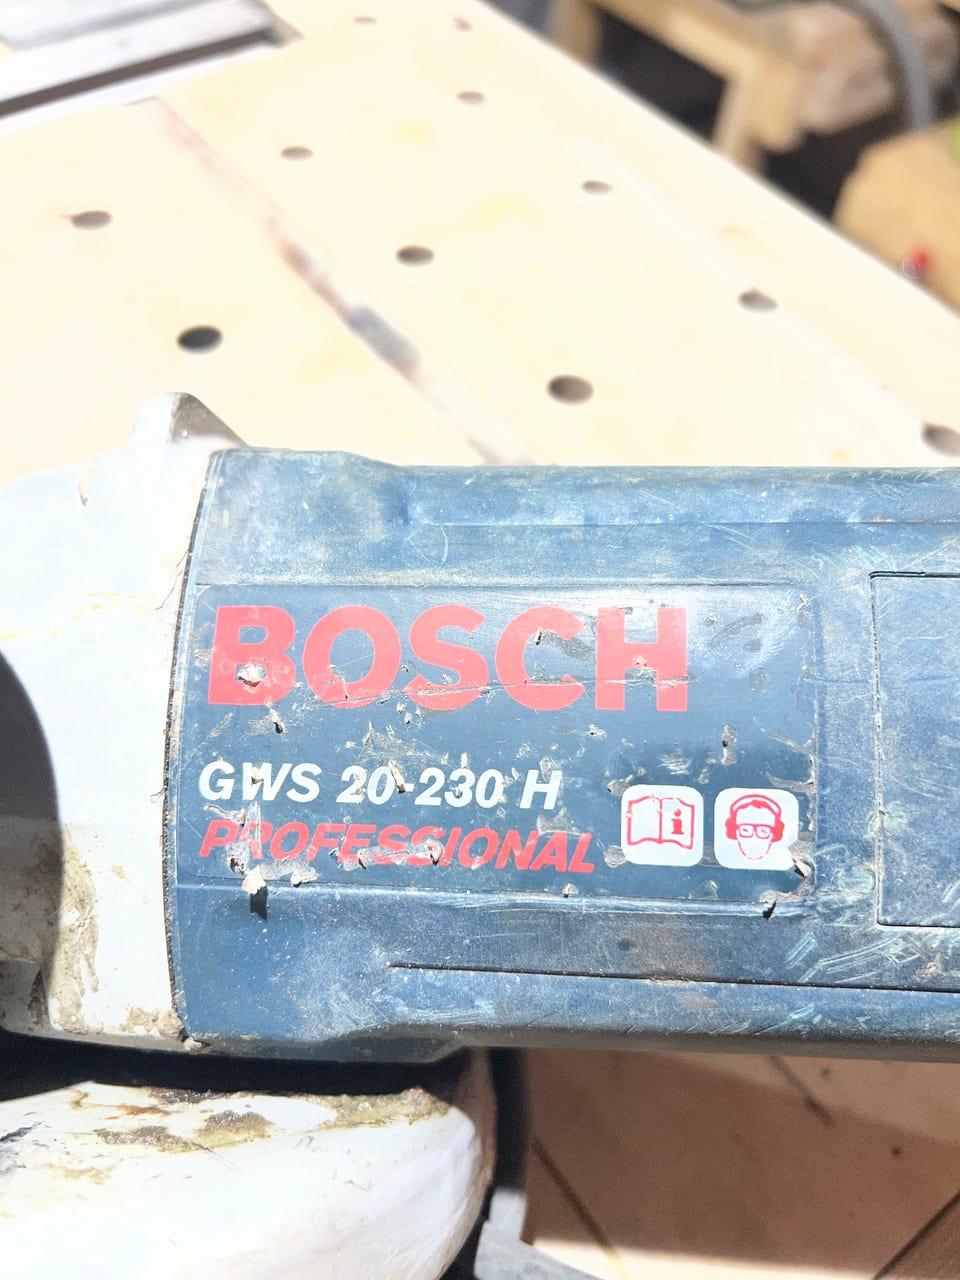 BOSCH
GWS 20-230 H
PROFESSIONAL
i